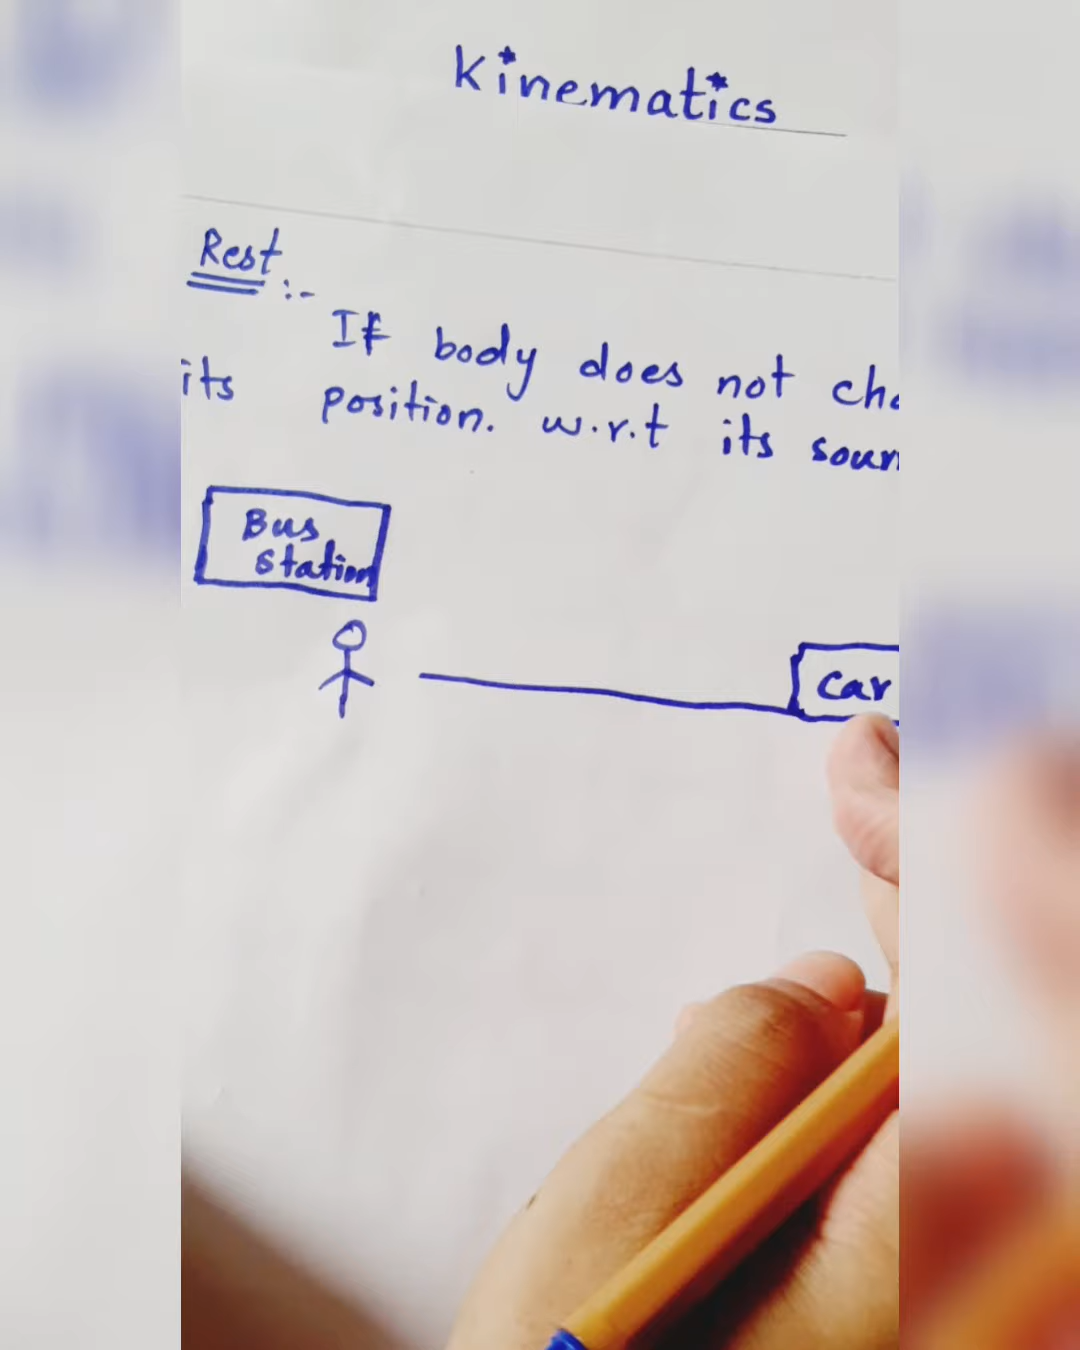 Kinematics
Rest :-
If body does not
its position. w.r.t its
Bus
Station
Car